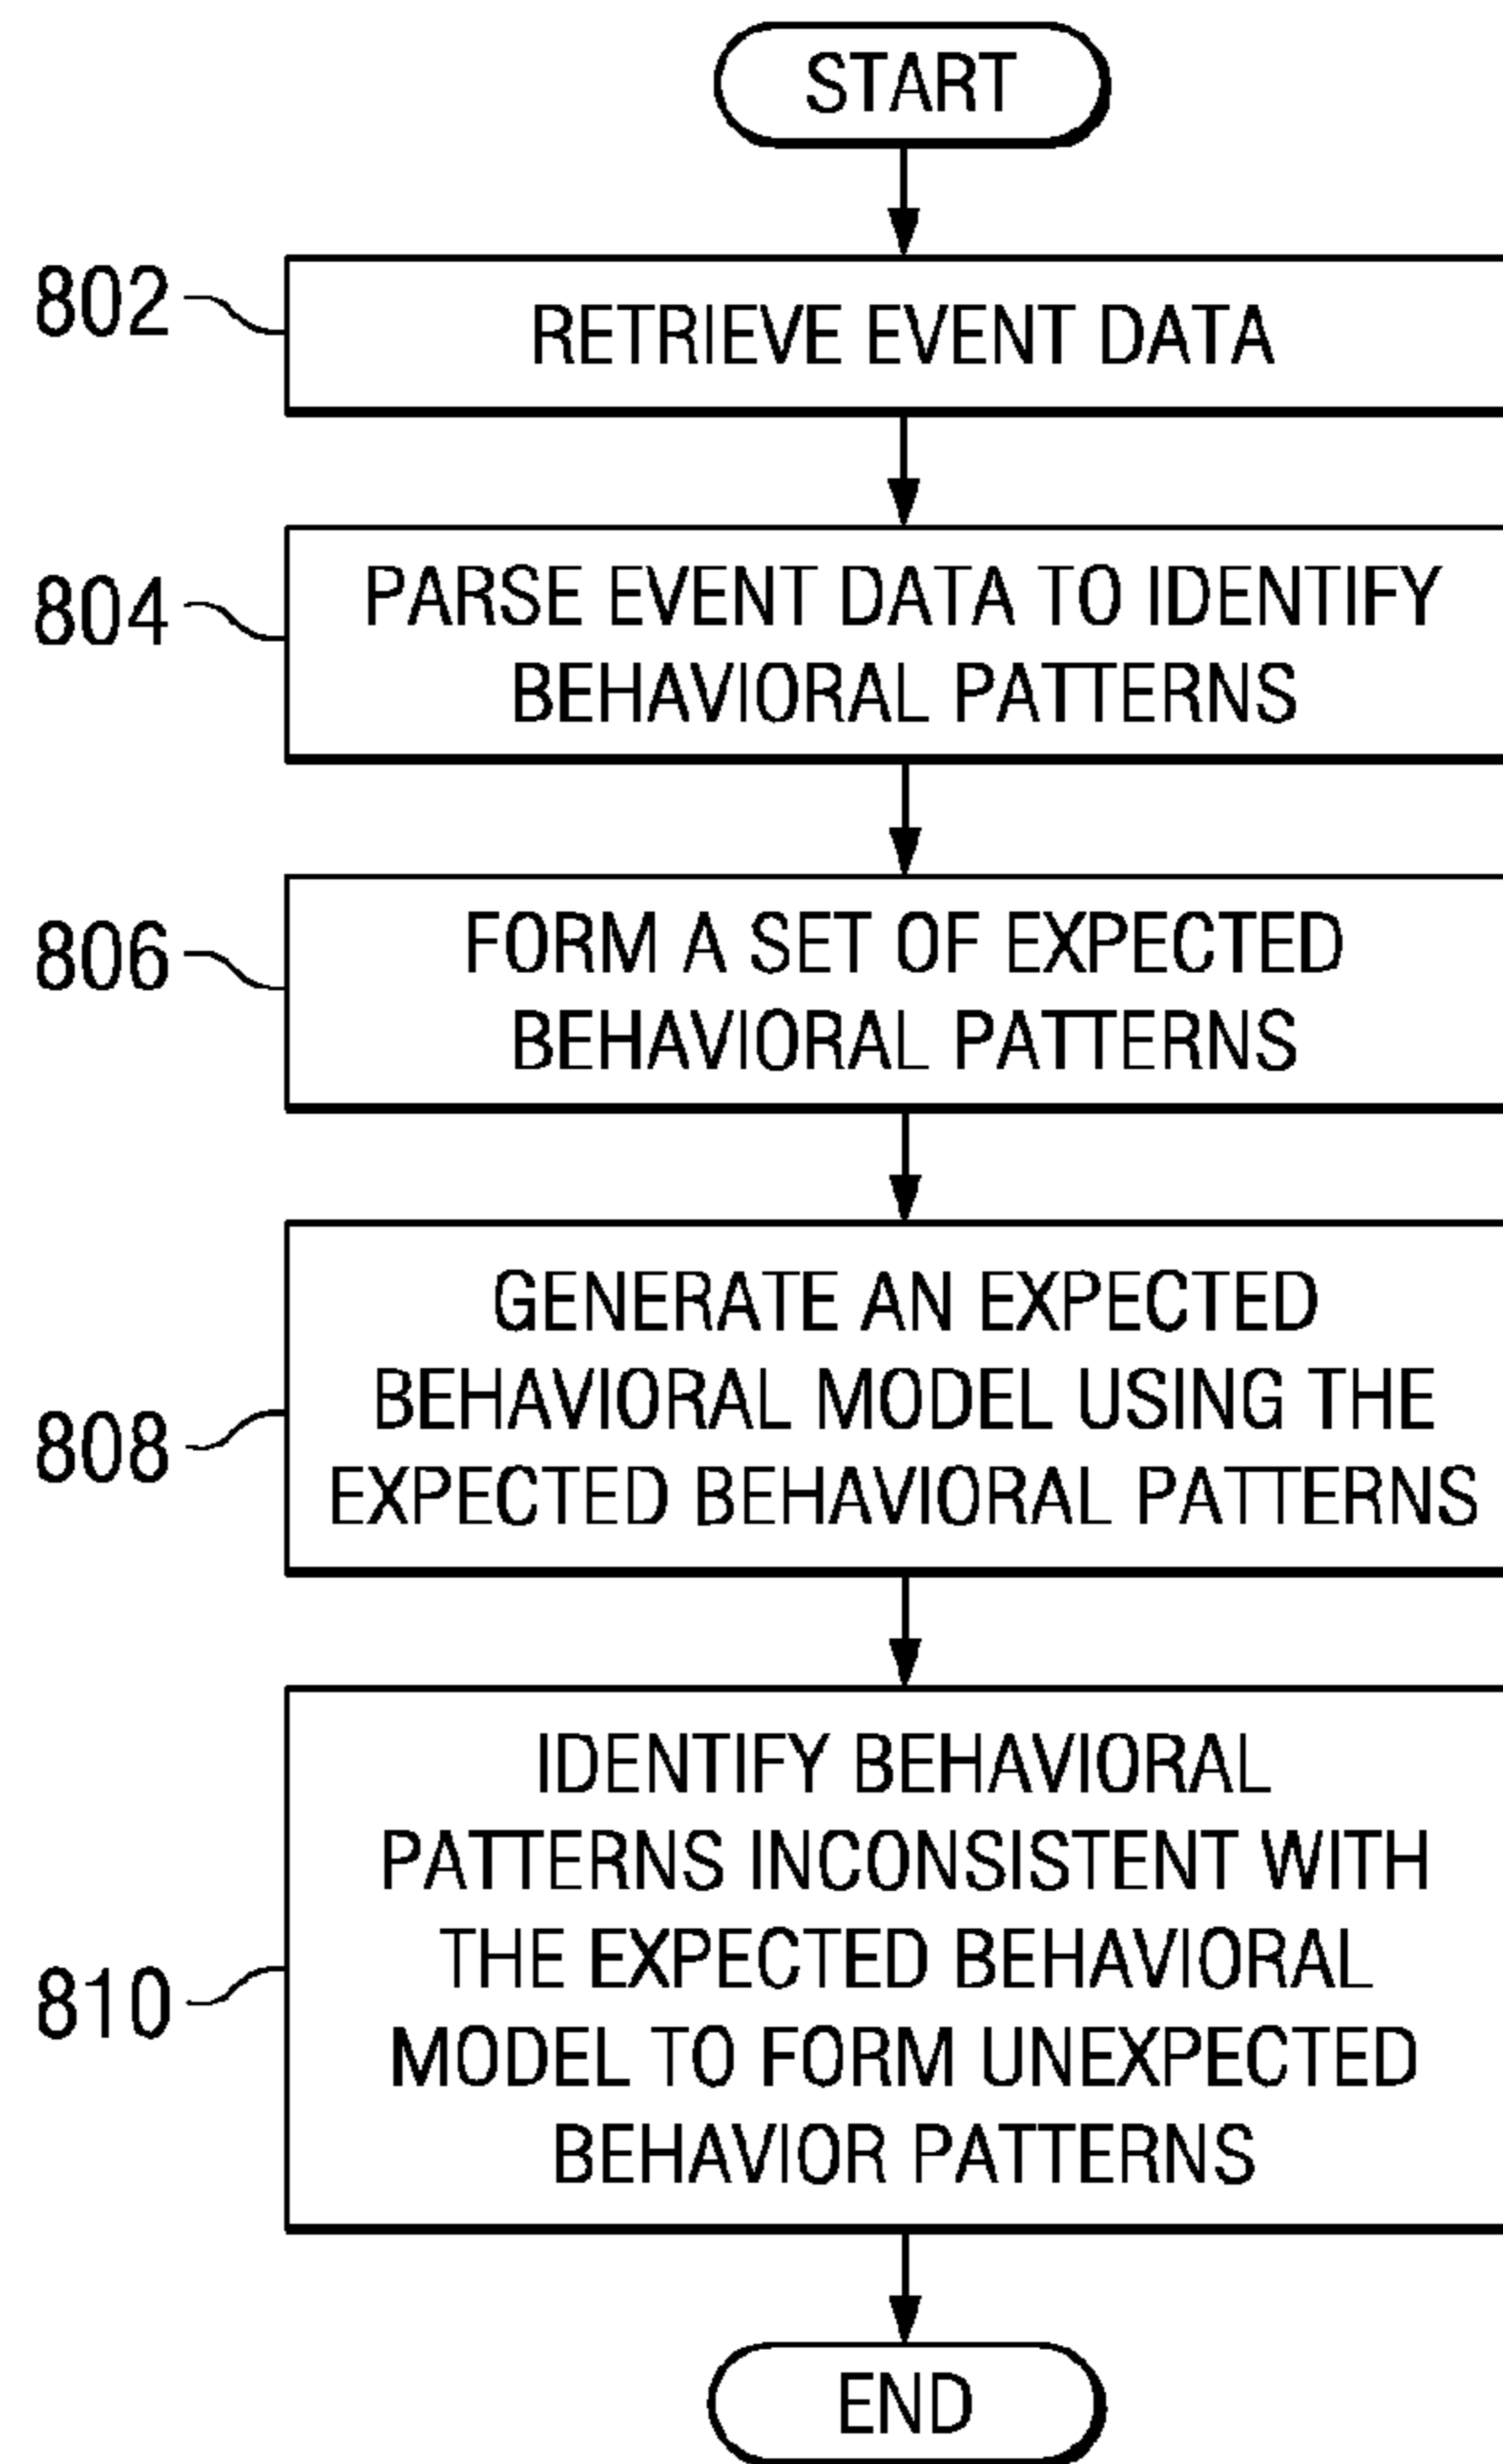 START
802
RETRIEVE EVENT DATA
804
PARSE EVENT DATA TO IDENTIFY
BEHAVIORAL PATTERNS
806
FORM A SET OF EXPECTED
BEHAVIORAL PATTERNS
808
GENERATE AN EXPECTED
BEHAVIORAL MODEL USING THE
EXPECTED BEHAVIORAL PATTERNS
810
IDENTIFY BEHAVIORAL
PATTERNS INCONSISTENT WITH
THE EXPECTED BEHAVIORAL
MODEL TO FORM UNEXPECTED
BEHAVIOR PATTERNS
END